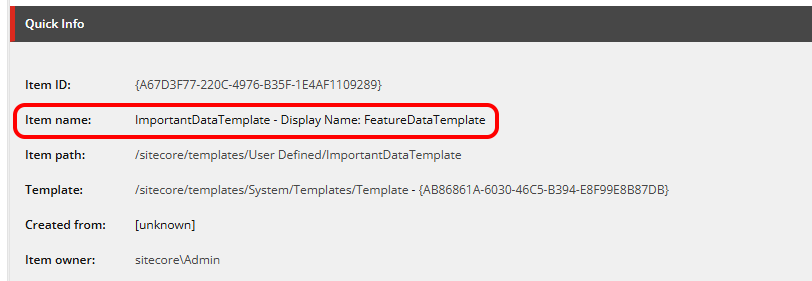 Quick Info
Item ID: {A67D3F77-220C-4976-B35F-1E4AF1109289}
Item name: ImportantDataTemplate - Display Name: FeatureDataTemplate
Item path: /sitecore/templates/User Defined/ImportantDataTemplate
Template: /sitecore/templates/System/Templates/Template - {AB86861A-6030-46C5-B394-E8F99E8B87DB}
Created from: [unknown]
Item owner: sitecore\Admin